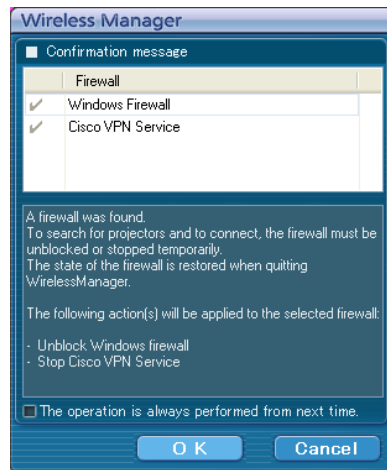 Wireless Manager
Confirmation message
Firewall
Windows Firewall
Cisco VPN Service
A firewall was found.
To search for projectors and to connect, the firewall must be
unblocked or stopped temporarily.
The state of the firewall is restored when quitting
WirelessManager.
The following action(s) will be applied to the selected firewall:
- Unblock Windows firewall
- Stop Cisco VPN Service
The operation is always performed from next time.
OK
Cancel